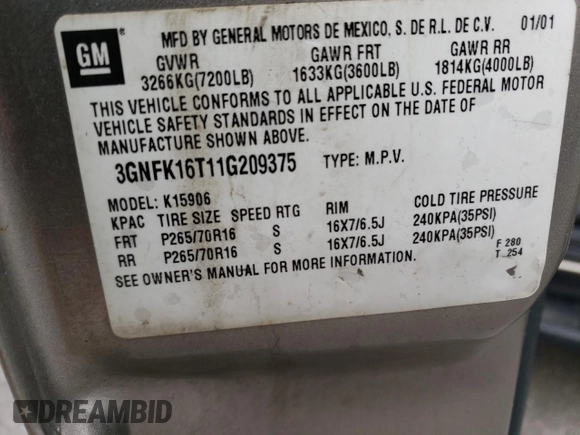 GM
MFD BY GENERAL MOTORS DE MEXICO, S. DE R.L. DE C.V. 01/01
GVWR GAWR FRT GAWR RR
3266KG(7200LB) 1633KG(3600LB) 1814KG(4000LB)
THIS VEHICLE CONFORMS TO ALL APPLICABLE U.S. FEDERAL MOTOR
VEHICLE SAFETY STANDARDS IN EFFECT ON THE DATE OF
MANUFACTURE SHOWN ABOVE.
3GNFK16T11G209375 TYPE: M.P.V.
MODEL: K15906
KPAC TIRE SIZE SPEED RTG RIM COLD TIRE PRESSURE
FRT P265/70R16 S 16X7/6.5J 240KPA(35PSI)
RR P265/70R16 S 16X7/6.5J 240KPA(35PSI)
SEE OWNER'S MANUAL FOR MORE INFORMATION.
F 280
T 254
DREAMBID